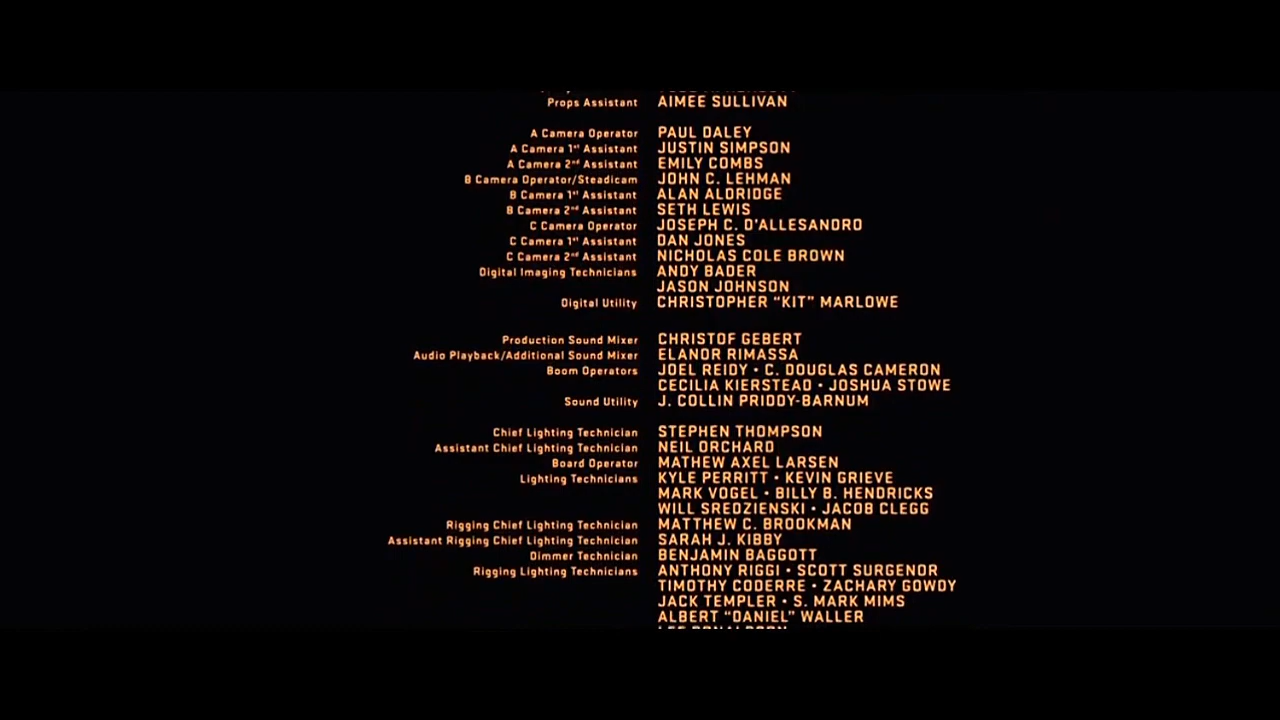 Props Assistant AIMEE SULLIVAN
A Camera Operator PAUL DALEY
A Camera 1st Assistant JUSTIN SIMPSON
A Camera 2nd Assistant EMILY COMBS
B Camera Operator/Steadicam JOHN C. LEHMAN
B Camera 1st Assistant ALAN ALDRIDGE
B Camera 2nd Assistant SETH LEWIS
C Camera Operator JOSEPH C. D'ALLESANDRO
C Camera 1st Assistant DAN JONES
C Camera 2nd Assistant NICHOLAS COLE BROWN
Digital Imaging Technicians ANDY BADER
JASON JOHNSON
Digital Utility CHRISTOPHER “KIT” MARLOWE
Production Sound Mixer CHRISTOF GEBERT
Audio Playback/Additional Sound Mixer ELANOR RIMASSA
Boom Operators JOEL REIDY • C. DOUGLAS CAMERON
CECILIA KIERSTEAD • JOSHUA STOWE
Sound Utility J. COLLIN PRIDDY-BARNUM
Chief Lighting Technician STEPHEN THOMPSON
Assistant Chief Lighting Technician NEIL ORCHARD
Board Operator MATHEW AXEL LARSEN
Lighting Technicians KYLE PERRITT • KEVIN GRIEVE
MARK VOGEL • BILLY B. HENDRICKS
WILL SREDZIENSKI • JACOB CLEGG
Rigging Chief Lighting Technician MATTHEW C. BROOKMAN
Assistant Rigging Chief Lighting Technician SARAH J. KIBBY
Dimmer Technician BENJAMIN BAGGOTT
Rigging Lighting Technicians ANTHONY RIGGI • SCOTT SURGENOR
TIMOTHY CODERRE • ZACHARY GOWDY
JACK TEMPLER • S. MARK MIMS
ALBERT “DANIEL” WALLER